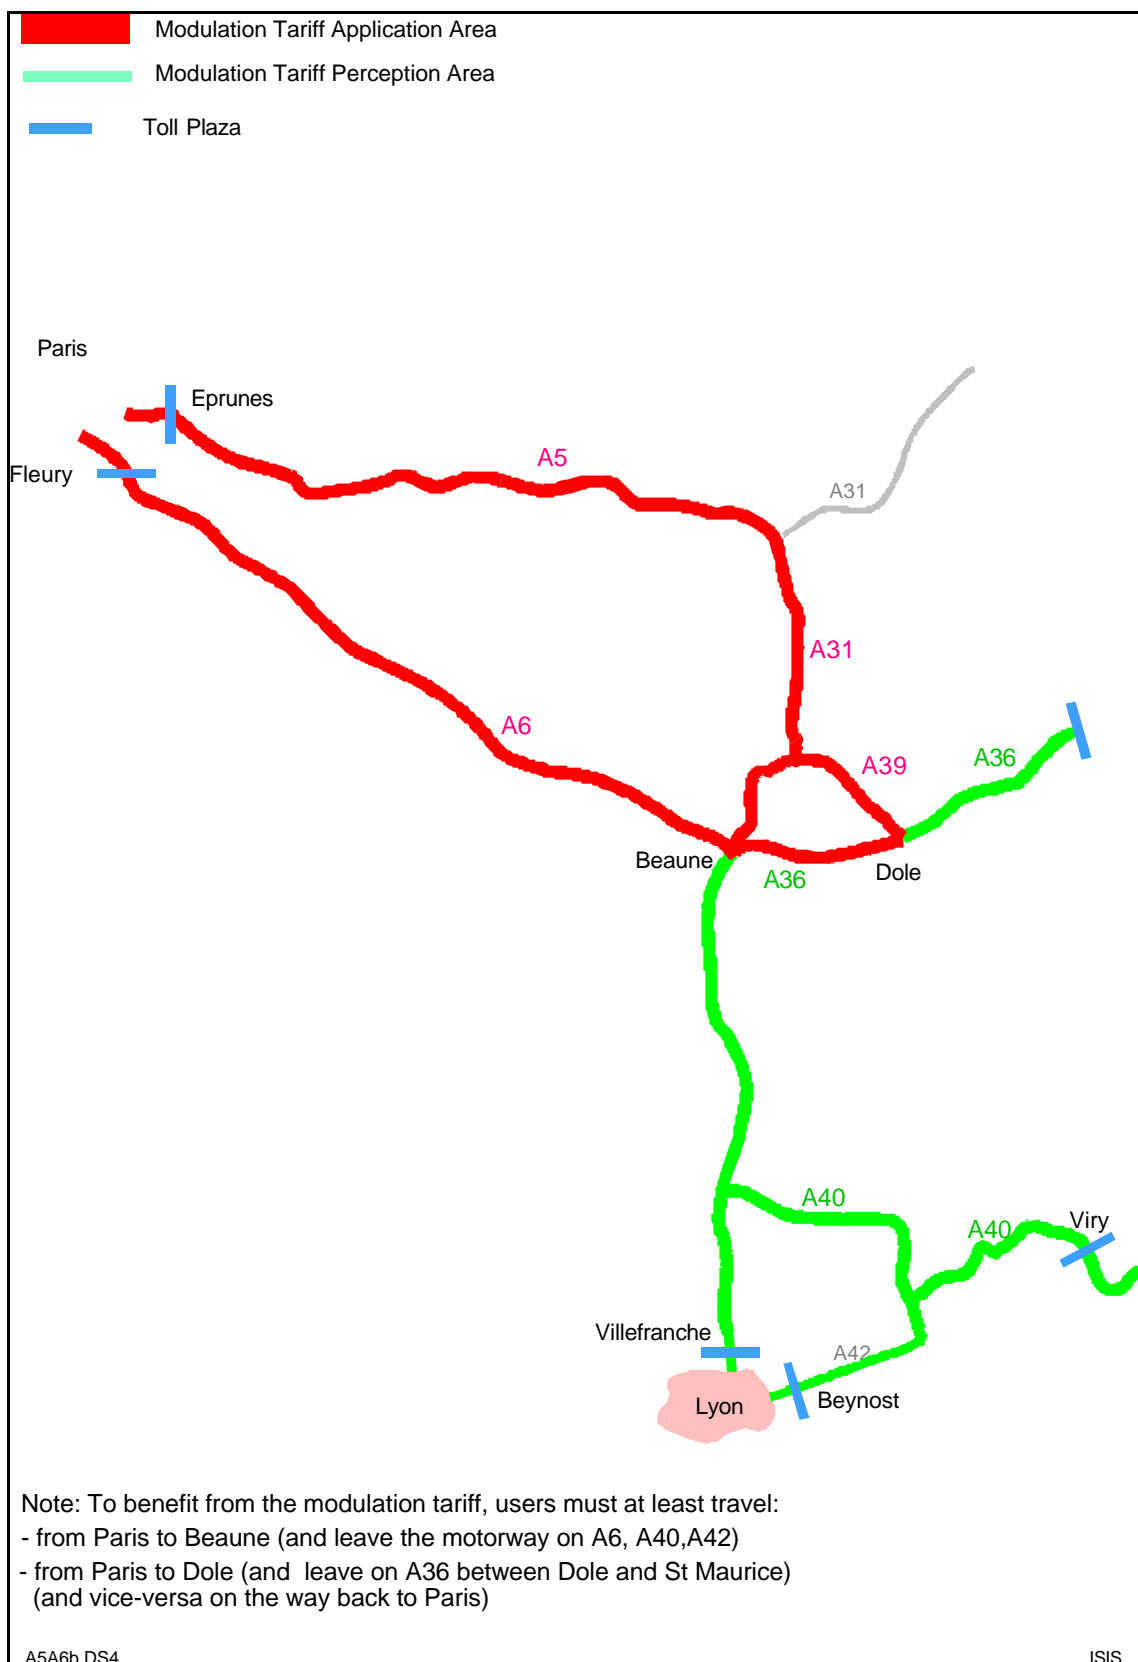 Modulation Tariff Application Area
Modulation Tariff Perception Area
Toll Plaza
Paris
Eprunes
Fleury
A5
A31
A31
A6
A39
A36
Beaune
A36
Dole
A40
A40
Viry
Villefranche
A42
Lyon
Beynost
Note: To benefit from the modulation tariff, users must at least travel:
- from Paris to Beaune (and leave the motorway on A6, A40,A42)
- from Paris to Dole (and leave on A36 between Dole and St Maurice)
(and vice-versa on the way back to Paris)
A5A6b.DS4
ISIS